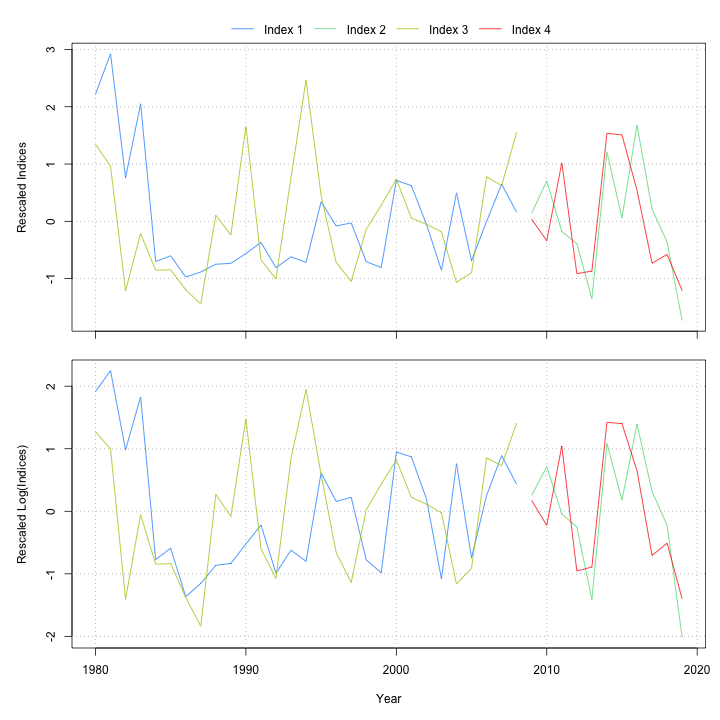 Index 1 Index 2 Index 3 Index 4
Rescaled Indices
3
2
1
0
-1
Rescaled Log(Indices)
2
1
0
-1
-2
1980 1990 2000 2010 2020
Year